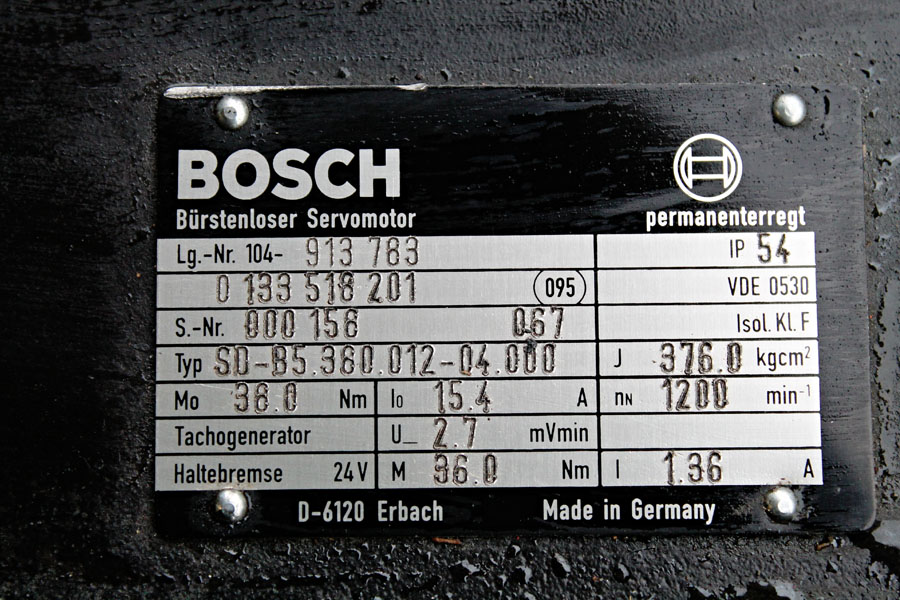 BOSCH
Bürstenloser Servomotor permanenterregt
Lg.-Nr. 104- 913 783 IP 54
0 133 518 201 095 VDE 0530
S.-Nr. 000 158 067 Isol. Kl. F
Typ SD-B5.380.012-04.000 J 376.0 kgcm²
Mo 38.0 Nm I₀ 15.4 A nN 1200 min⁻¹
Tachogenerator U_ 2.7 mVmin
Haltebremse 24V M 36.0 Nm I 1.36 A
D-6120 Erbach Made in Germany